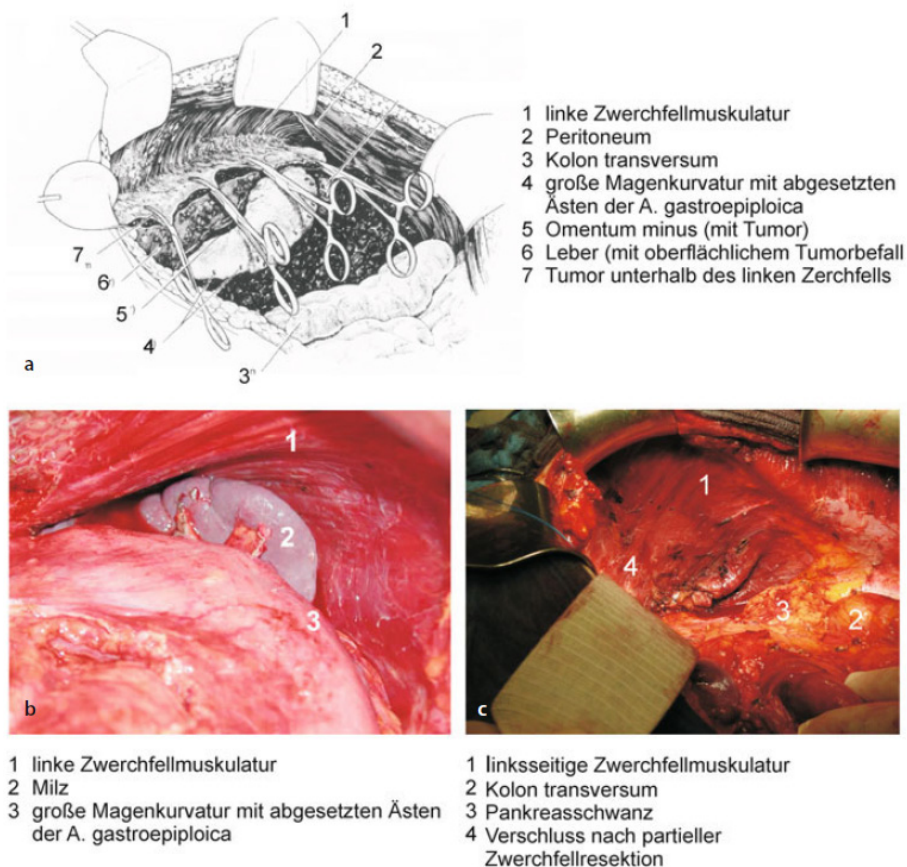 1
2
7
6
5
4
3
a
1 linke Zwerchfellmuskulatur
2 Peritoneum
3 Kolon transversum
4 große Magenkurvatur mit abgesetzten
Ästen der A. gastroepiploica
5 Omentum minus (mit Tumor)
6 Leber (mit oberflächlichem Tumorbefall
7 Tumor unterhalb des linken Zerchfells
1
2
3
b
1
4
3
2
c
1 linke Zwerchfellmuskulatur
2 Milz
3 große Magenkurvatur mit abgesetzten Ästen
der A. gastroepiploica
1 linksseitige Zwerchfellmuskulatur
2 Kolon transversum
3 Pankreasschwanz
4 Verschluss nach partieller
Zwerchfellresektion